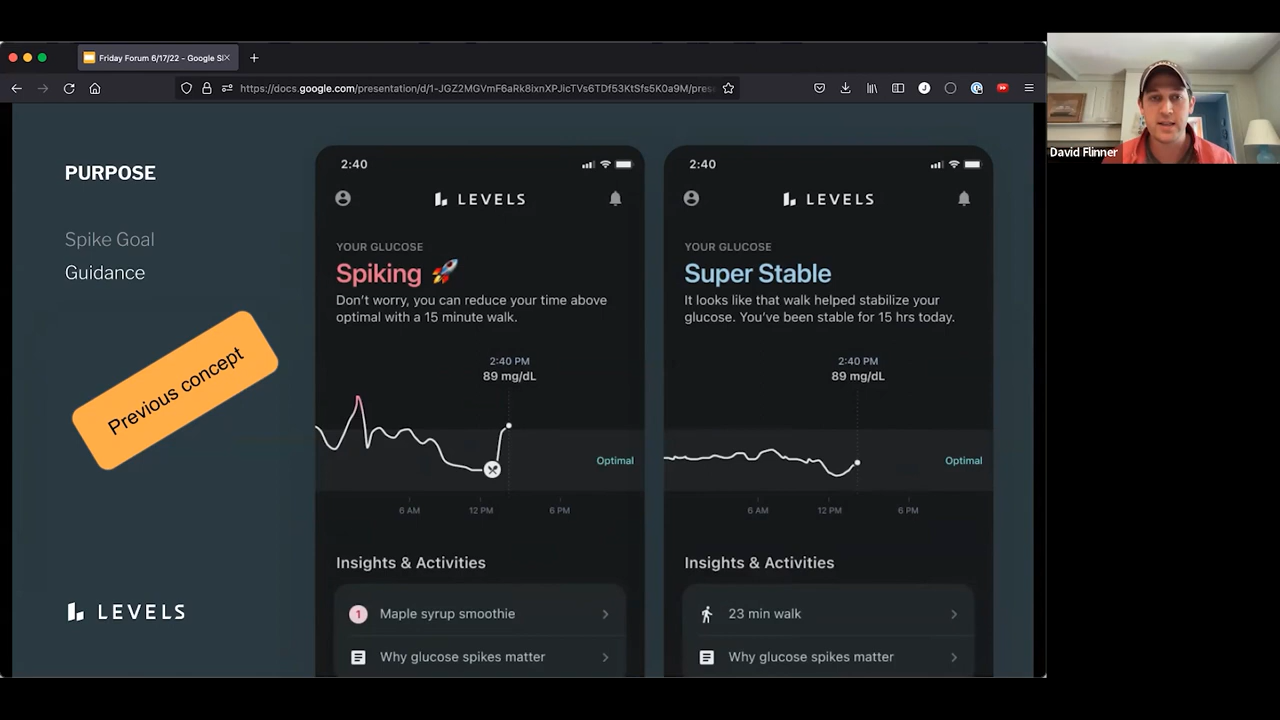 Friday Forum 6/17/22 - Google Sl
https://docs.google.com/presentation/d/1-JGZ2MGVmF6aRk8ixnXPJicTVs6TDf53KtSfs5K0a9M/pres
David Flinner
PURPOSE
Spike Goal
Guidance
Previous concept
LEVELS
2:40
LEVELS
YOUR GLUCOSE
Spiking 🚀
Don't worry, you can reduce your time above
optimal with a 15 minute walk.
2:40 PM
89 mg/dL
Optimal
6 AM 12 PM 6 PM
Insights & Activities
1 Maple syrup smoothie
Why glucose spikes matter
2:40
LEVELS
YOUR GLUCOSE
Super Stable
It looks like that walk helped stabilize your
glucose. You've been stable for 15 hrs today.
2:40 PM
89 mg/dL
Optimal
6 AM 12 PM 6 PM
Insights & Activities
23 min walk
Why glucose spikes matter